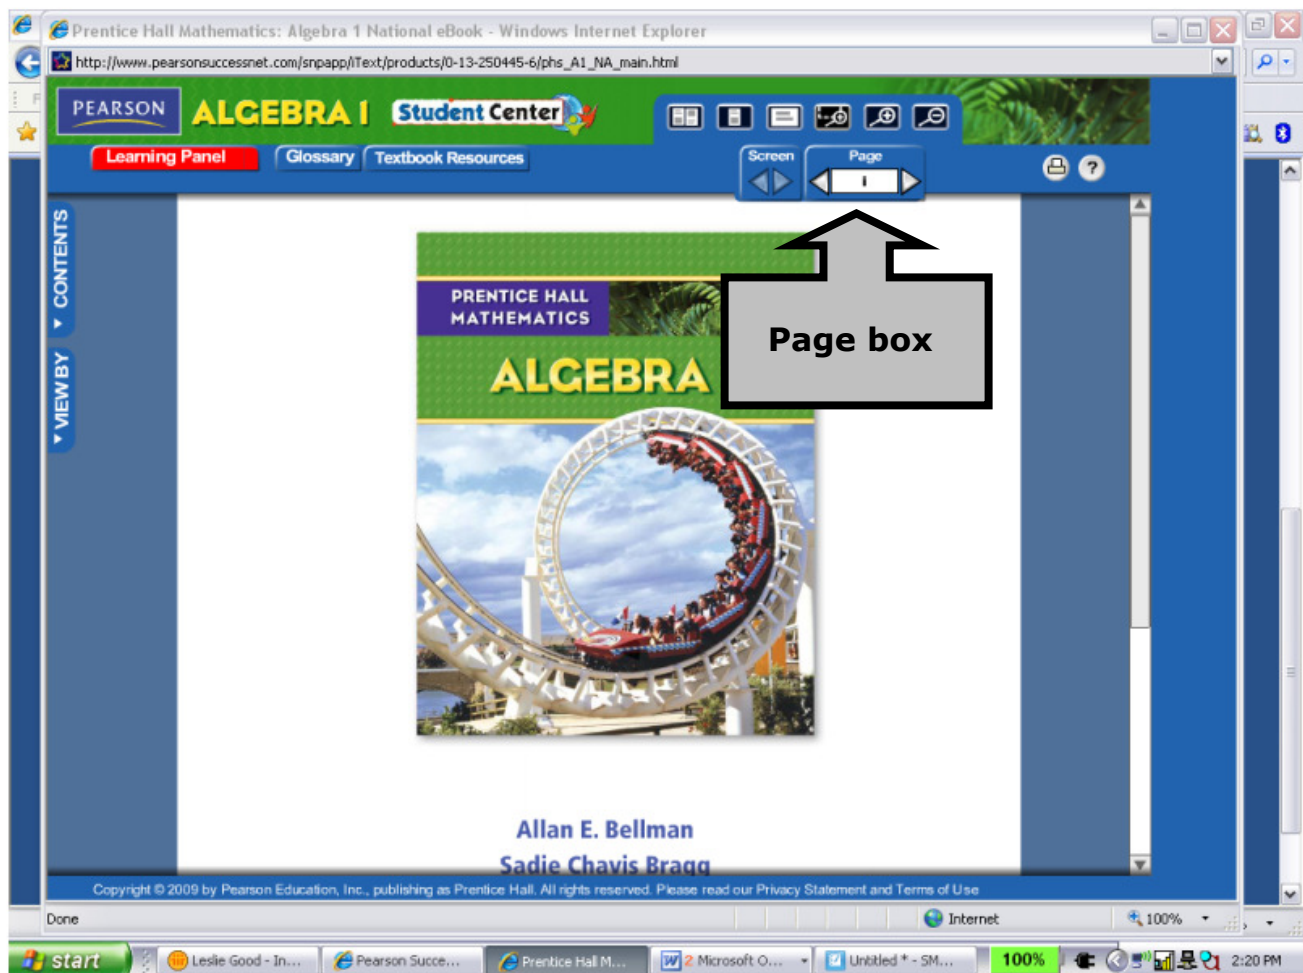 Prentice Hall Mathematics: Algebra 1 National eBook - Windows Internet Explorer
http://www.pearsonsuccessnet.com/snpapp/iText/products/0-13-250445-6/phs_A1_NA_main.html
PEARSON ALGEBRA 1 Student Center
Learning Panel Glossary Textbook Resources Screen Page
i
CONTENTS
VIEW BY
PRENTICE HALL
MATHEMATICS
ALGEBRA
Page box
Allan E. Bellman
Sadie Chavis Bragg
Copyright © 2009 by Pearson Education, Inc., publishing as Prentice Hall. All rights reserved. Please read our Privacy Statement and Terms of Use
Done Internet 100%
start Leslie Good - In... Pearson Succe... Prentice Hall M... 2 Microsoft O... Untitled * - SM... 100% 2:20 PM